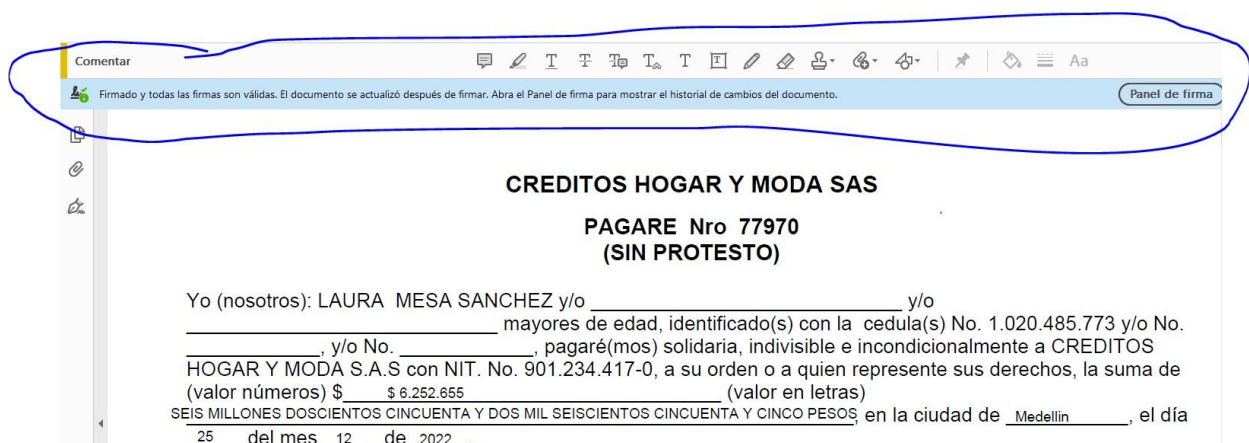 Comentar
T T T T T T Aa
Firmado y todas las firmas son válidas. El documento se actualizó después de firmar. Abra el Panel de firma para mostrar el historial de cambios del documento. Panel de firma
CREDITOS HOGAR Y MODA SAS
PAGARE Nro 77970
(SIN PROTESTO)
Yo (nosotros): LAURA MESA SANCHEZ y/o ____________________ y/o
____________________ mayores de edad, identificado(s) con la cedula(s) No. 1.020.485.773 y/o No.
____________, y/o No. ____________, pagaré(mos) solidaria, indivisible e incondicionalmente a CREDITOS
HOGAR Y MODA S.A.S con NIT. No. 901.234.417-0, a su orden o a quien represente sus derechos, la suma de
(valor números) $ $ 6.252.655 (valor en letras)
SEIS MILLONES DOSCIENTOS CINCUENTA Y DOS MIL SEISCIENTOS CINCUENTA Y CINCO PESOS, en la ciudad de Medellin, el día
25 del mes 12 de 2022